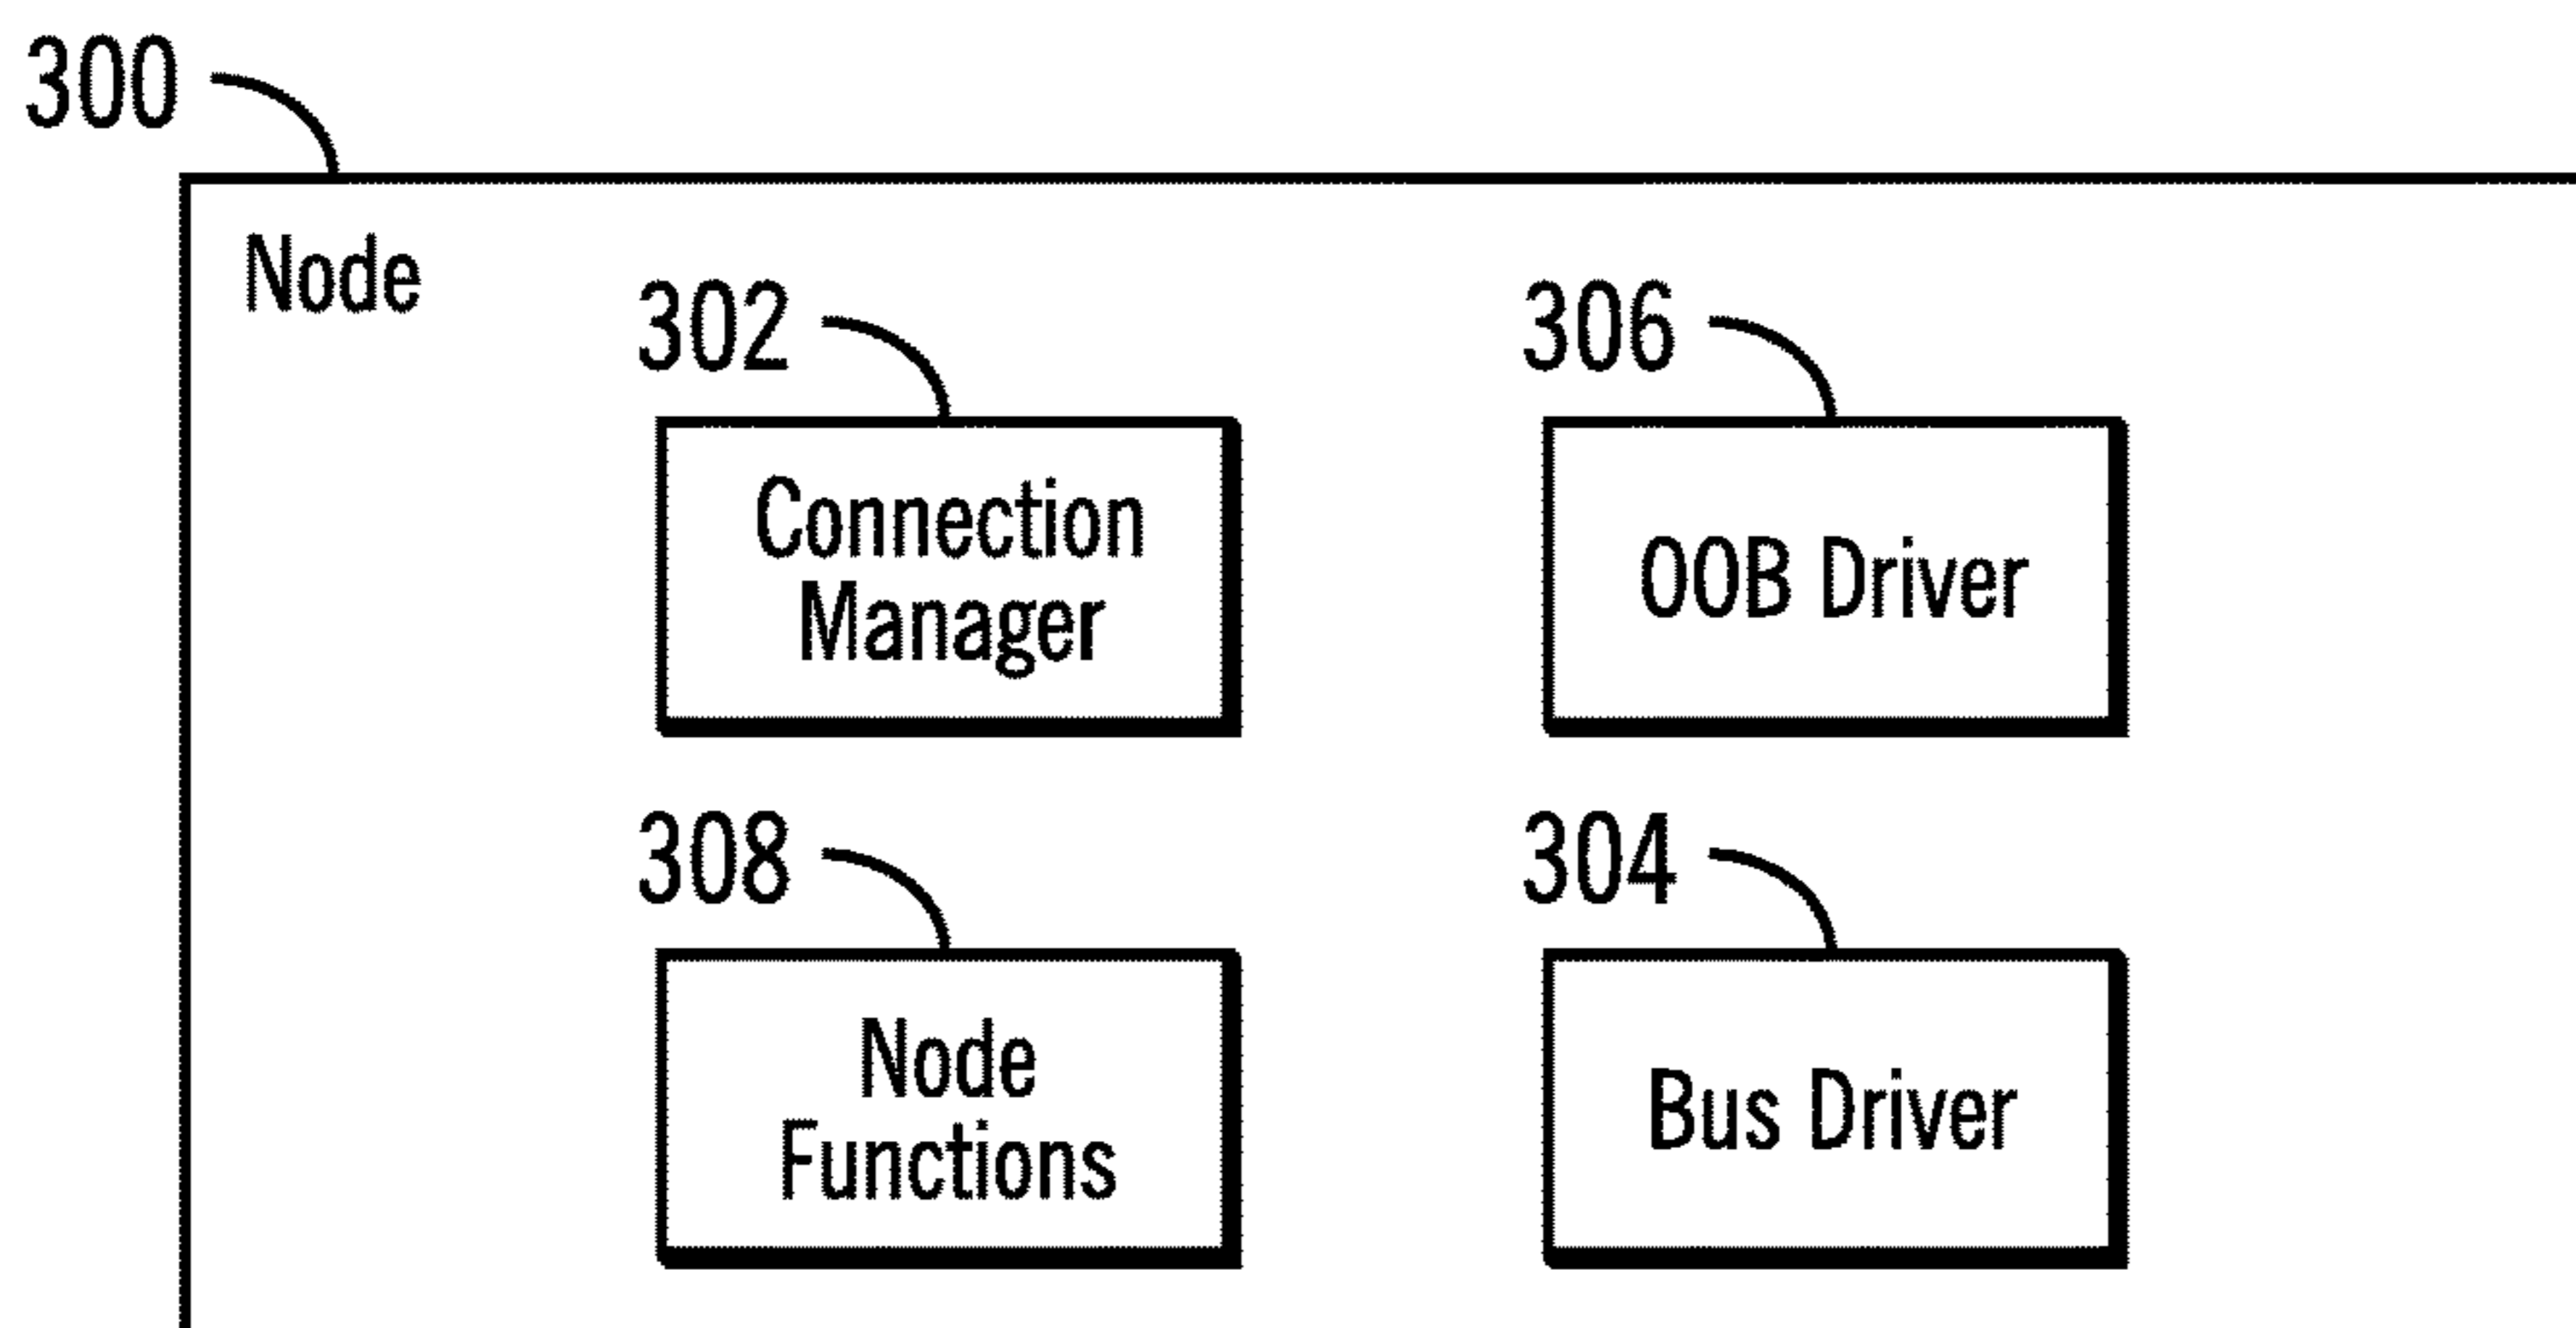 300
Node
302
306
Connection
Manager
OOB Driver
308
304
Node
Functions
Bus Driver